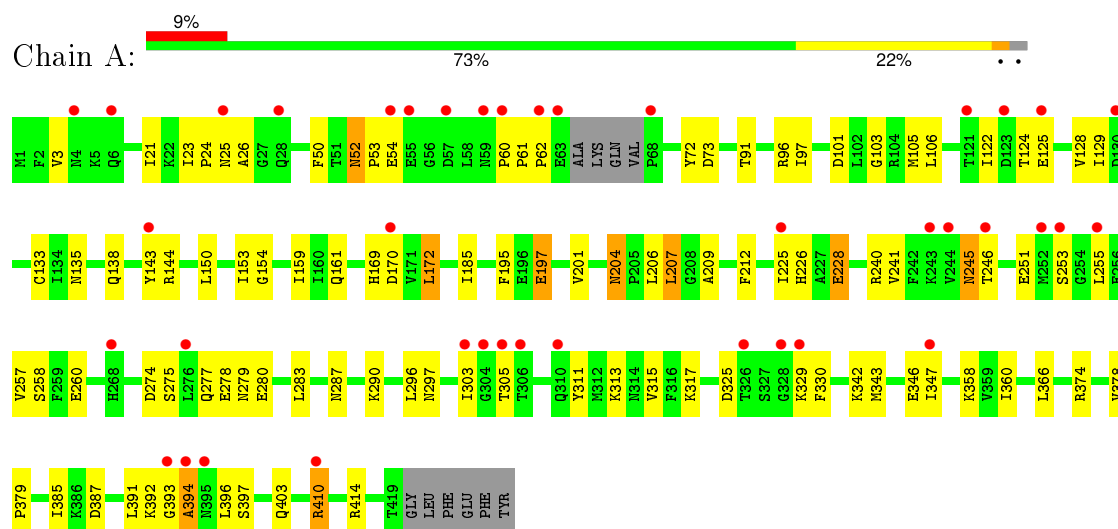 9%
Chain A:
73% 22% • •
M1 F2 V3 N4 K5 Q6 I21 K22 I23 P24 N25 A26 G27 Q28 F50 T51 N52 P53 E54 E55 G56 D57 L58 N59 P60 P61 P62 E63 ALA LYS GLN VAL P68 Y72 D73 T91 R96 I97 D101 L102 G103 R104 M105 L106 T121 I122 D123 T124 E125 V128 I129 L130
C133 I134 N135 Q138 Y143 R144 L150 I153 G154 I159 I160 Q161 H169 D170 V171 L172 I185 F195 E196 E197 V201 N204 P205 L206 L207 G208 A209 F212 I225 H226 A227 E228 R240 V241 F242 K243 V244 N245 T246 E251 M252 S253 G254 L255 E256
V257 S258 F259 E260 H268 D274 S275 L276 Q277 E278 N279 E280 L283 N287 K290 L296 N297 I303 G304 T305 T306 Q310 Y311 M312 K313 N314 V315 F316 K317 D325 T326 S327 G328 K329 F330 K342 M343 E346 I347 K358 V359 I360 L366 R374 V378
P379 I385 K386 D387 L391 K392 G393 A394 N395 L396 S397 Q403 R410 R414 T419 GLY LEU PHE GLU PHE TYR